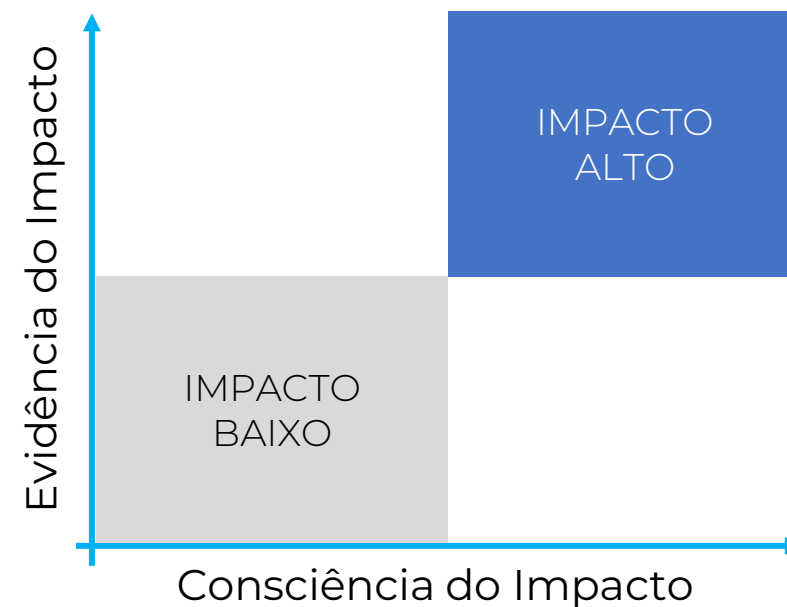 Evidência do Impacto
IMPACTO
ALTO
IMPACTO
BAIXO
Consciência do Impacto